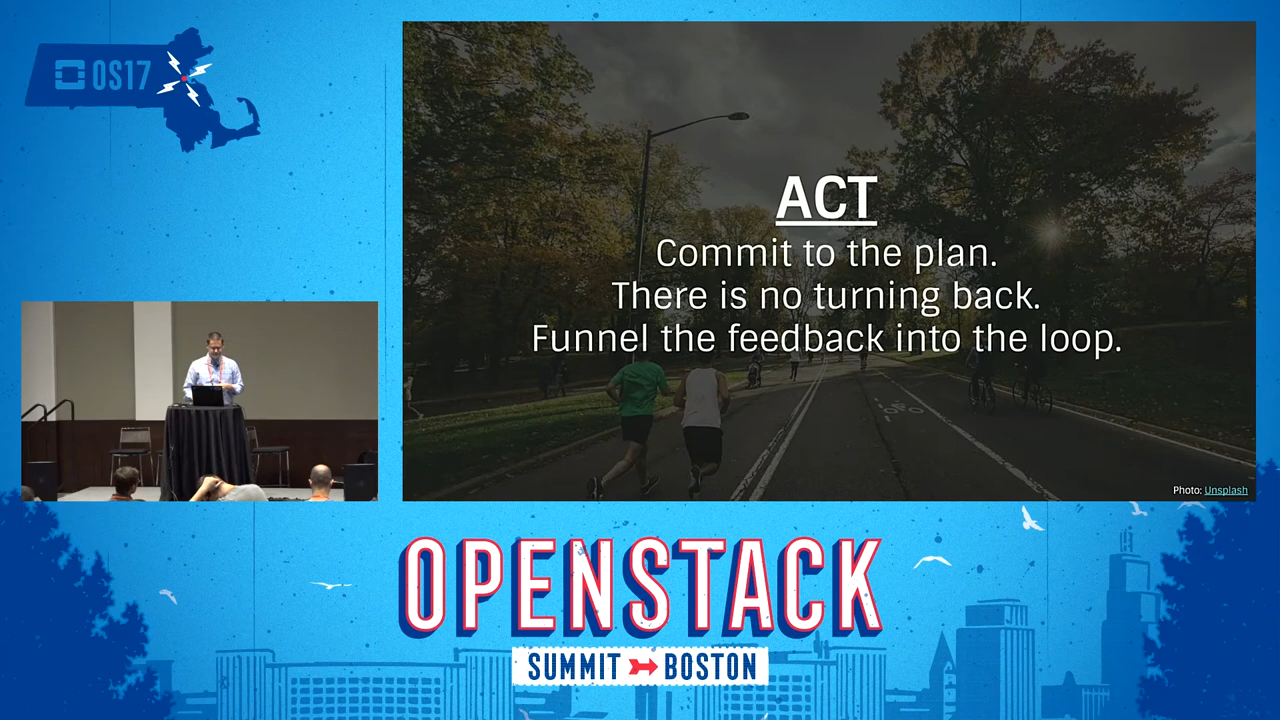 OS17
ACT
Commit to the plan.
There is no turning back.
Funnel the feedback into the loop.
Photo: Unsplash
OPENSTACK
SUMMIT BOSTON